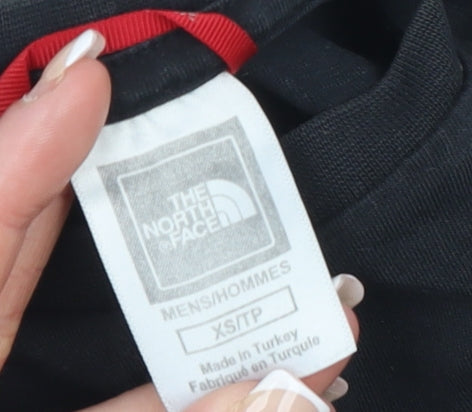 THE
NORTH
FACE
MENS/HOMMES
XS/TP
Made in Turkey
Fabriqué en Turquie